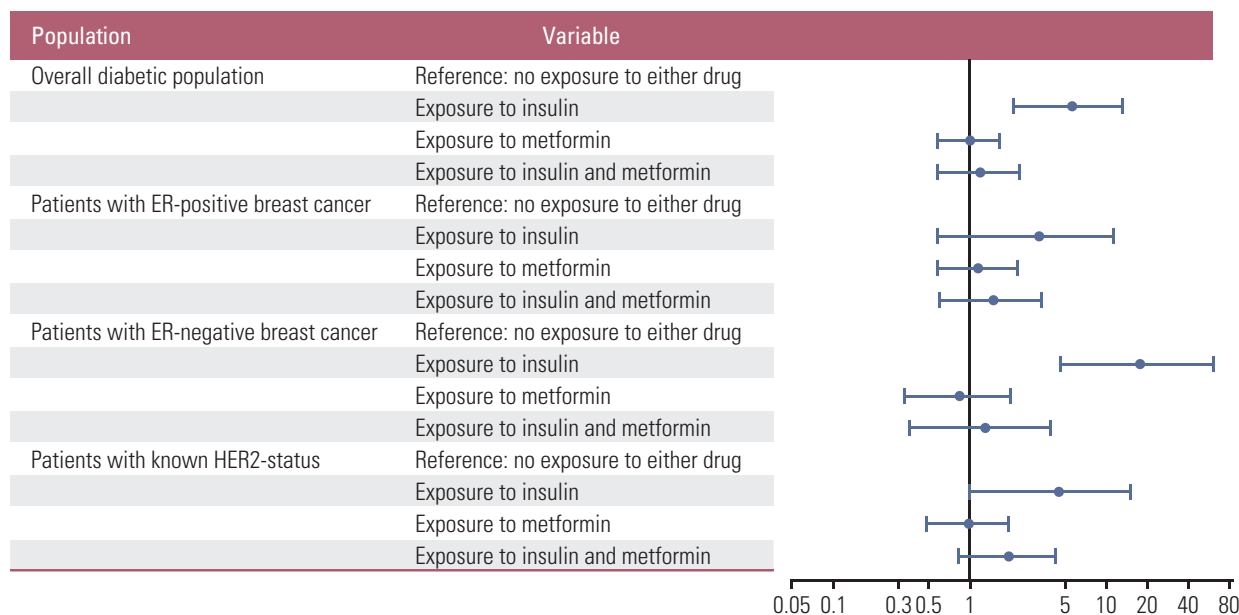 Population Variable
Overall diabetic population Reference: no exposure to either drug
Exposure to insulin
Exposure to metformin
Exposure to insulin and metformin
Patients with ER-positive breast cancer Reference: no exposure to either drug
Exposure to insulin
Exposure to metformin
Exposure to insulin and metformin
Patients with ER-negative breast cancer Reference: no exposure to either drug
Exposure to insulin
Exposure to metformin
Exposure to insulin and metformin
Patients with known HER2-status Reference: no exposure to either drug
Exposure to insulin
Exposure to metformin
Exposure to insulin and metformin
0.05 0.1 0.3 0.5 1 5 10 20 40 80